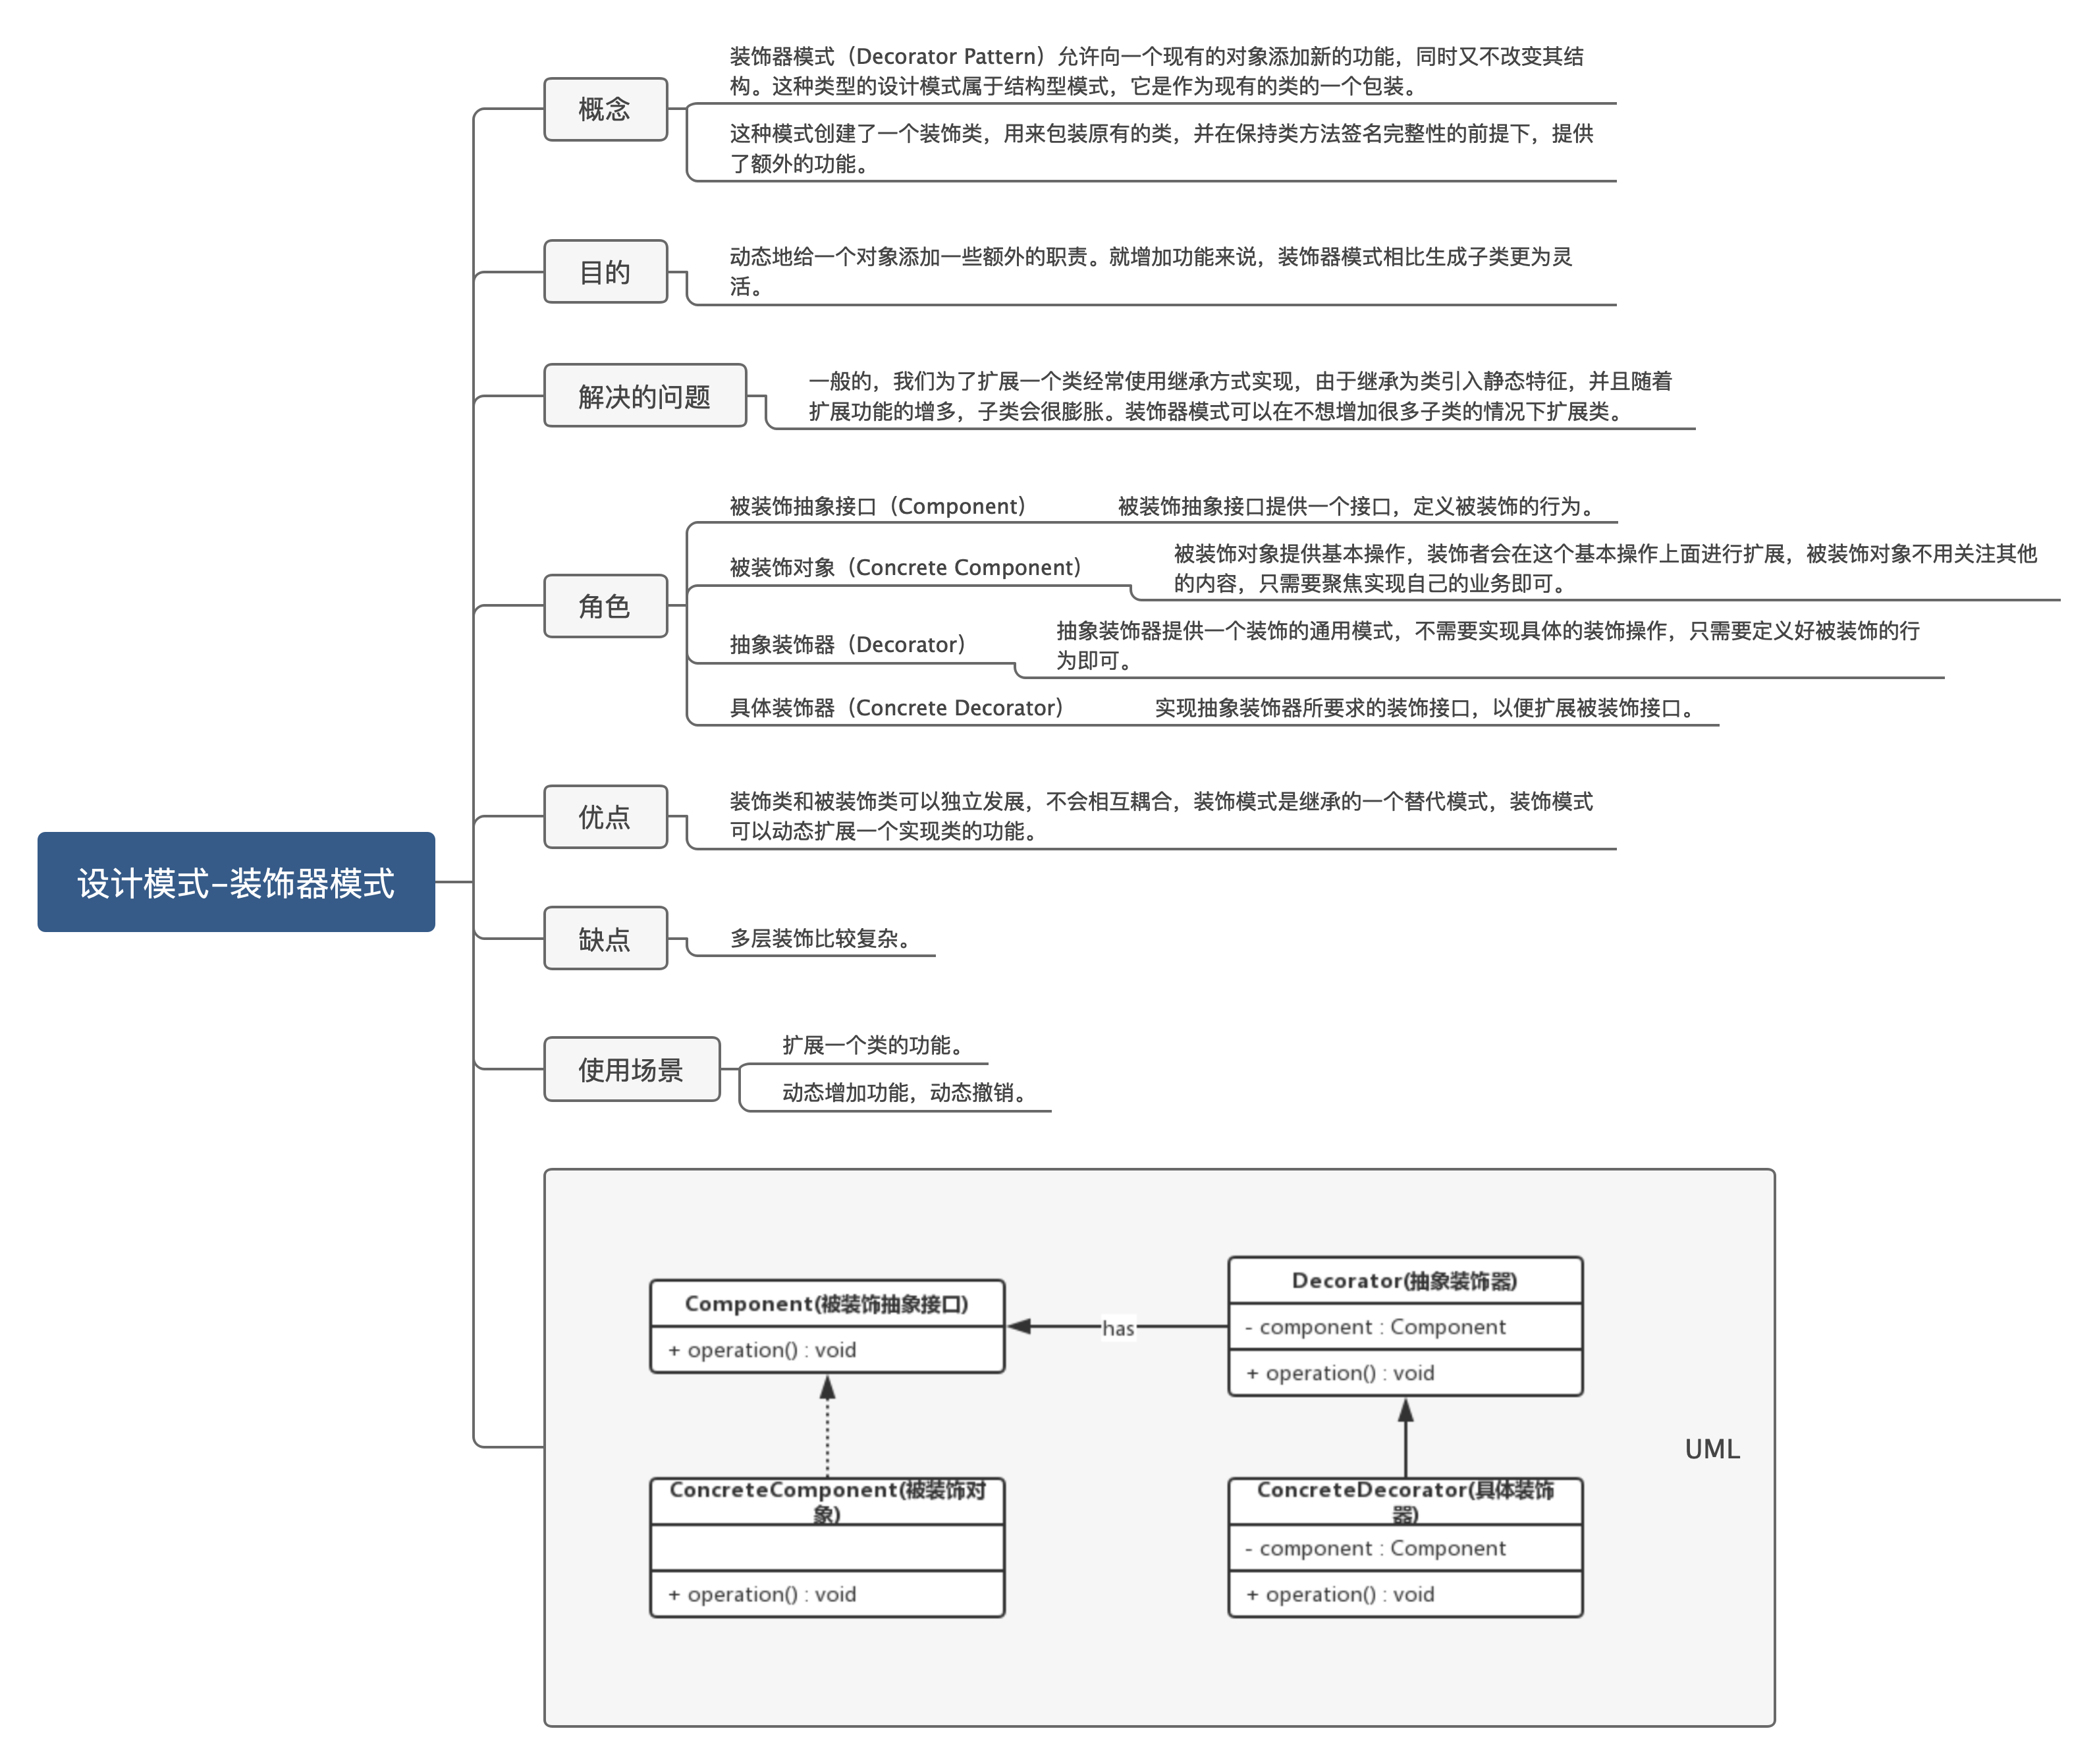 概念
装饰器模式（Decorator Pattern）允许向一个现有的对象添加新的功能，同时又不改变其结
构。这种类型的设计模式属于结构型模式，它是作为现有的类的一个包装。
这种模式创建了一个装饰类，用来包装原有的类，并在保持类方法签名完整性的前提下，提供
了额外的功能。
目的
动态地给一个对象添加一些额外的职责。就增加功能来说，装饰器模式相比生成子类更为灵
活。
解决的问题
一般的，我们为了扩展一个类经常使用继承方式实现，由于继承为类引入静态特征，并且随着
扩展功能的增多，子类会很膨胀。装饰器模式可以在不想增加很多子类的情况下扩展类。
角色
被装饰抽象接口（Component） 被装饰抽象接口提供一个接口，定义被装饰的行为。
被装饰对象（Concrete Component）
被装饰对象提供基本操作，装饰者会在这个基本操作上面进行扩展，被装饰对象不用关注其他
的内容，只需要聚焦实现自己的业务即可。
抽象装饰器（Decorator）
抽象装饰器提供一个装饰的通用模式，不需要实现具体的装饰操作，只需要定义好被装饰的行
为即可。
具体装饰器（Concrete Decorator） 实现抽象装饰器所要求的装饰接口，以便扩展被装饰接口。
优点
装饰类和被装饰类可以独立发展，不会相互耦合，装饰模式是继承的一个替代模式，装饰模式
可以动态扩展一个实现类的功能。
设计模式-装饰器模式
缺点
多层装饰比较复杂。
使用场景
扩展一个类的功能。
动态增加功能，动态撤销。
Component(被装饰抽象接口)
+ operation() : void
has
Decorator(抽象装饰器)
- component : Component
+ operation() : void
UML
ConcreteComponent(被装饰对
象)
+ operation() : void
ConcreteDecorator(具体装饰
器)
- component : Component
+ operation() : void